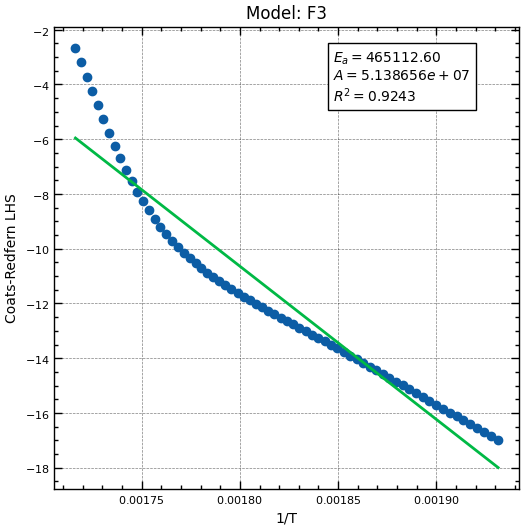 Model: F3
E_a = 465112.60
A = 5.138656e + 07
R² = 0.9243
Coats-Redfern LHS
−2
−4
−6
−8
−10
−12
−14
−16
−18
0.00175 0.00180 0.00185 0.00190
1/T